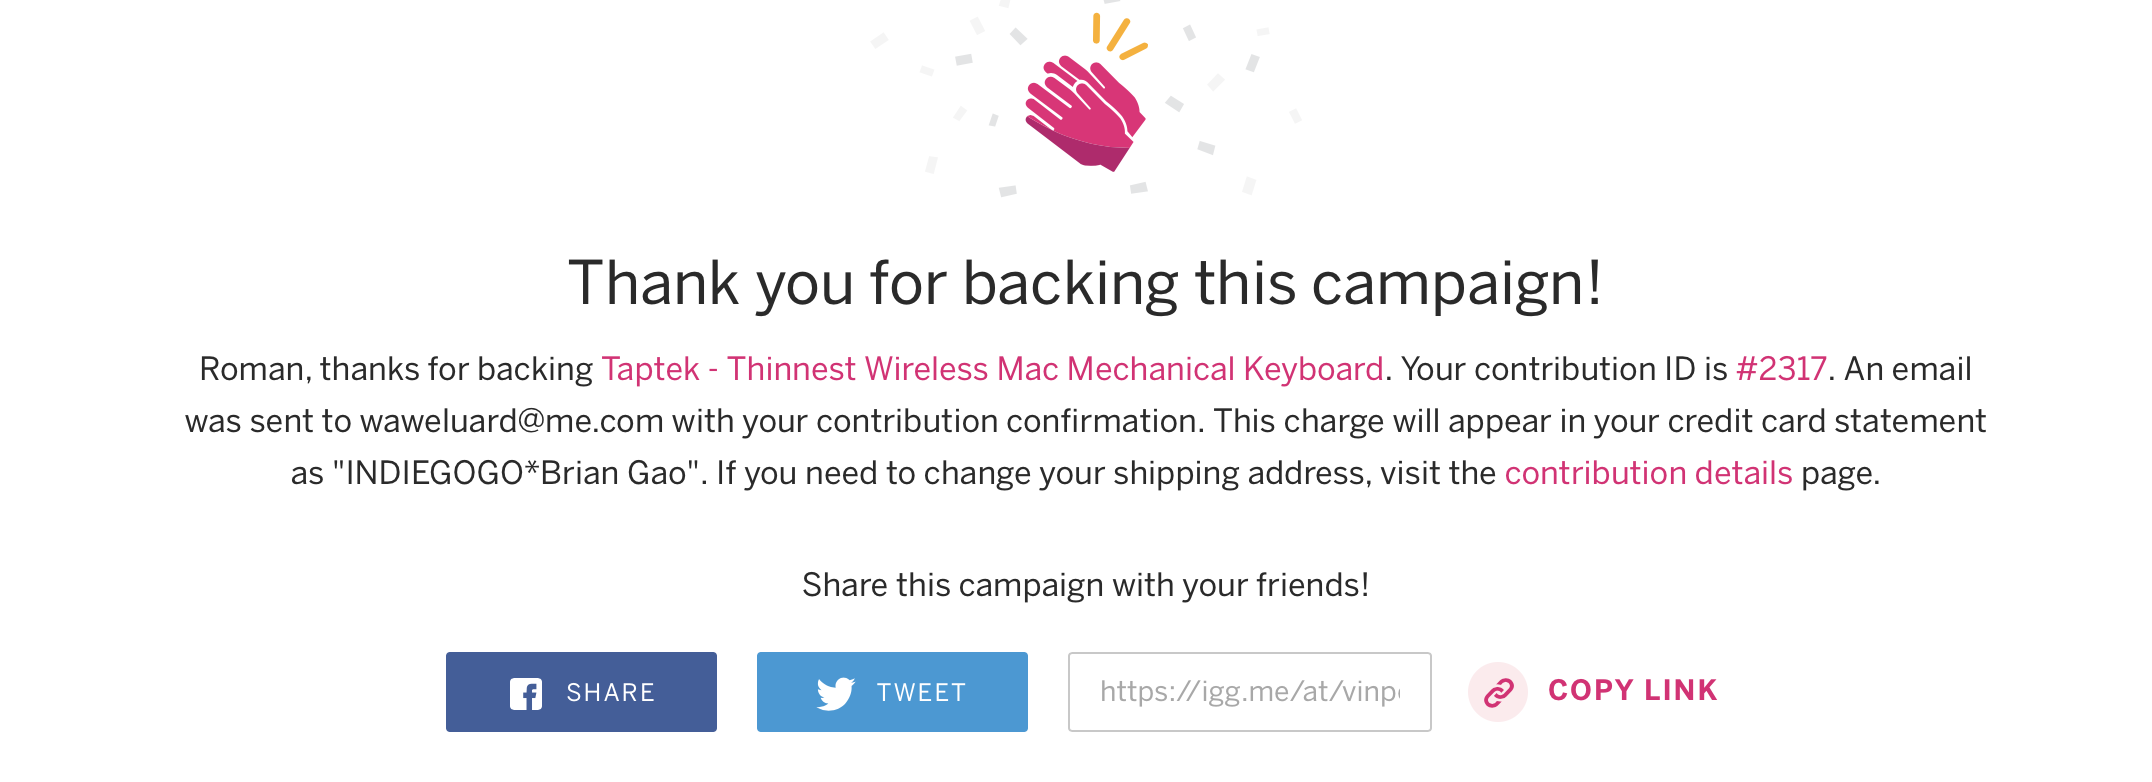 Thank you for backing this campaign!
Roman, thanks for backing Taptek - Thinnest Wireless Mac Mechanical Keyboard. Your contribution ID is #2317. An email
was sent to waweluard@me.com with your contribution confirmation. This charge will appear in your credit card statement
as "INDIEGOGO*Brian Gao". If you need to change your shipping address, visit the contribution details page.
Share this campaign with your friends!
SHARE TWEET https://igg.me/at/vinp COPY LINK